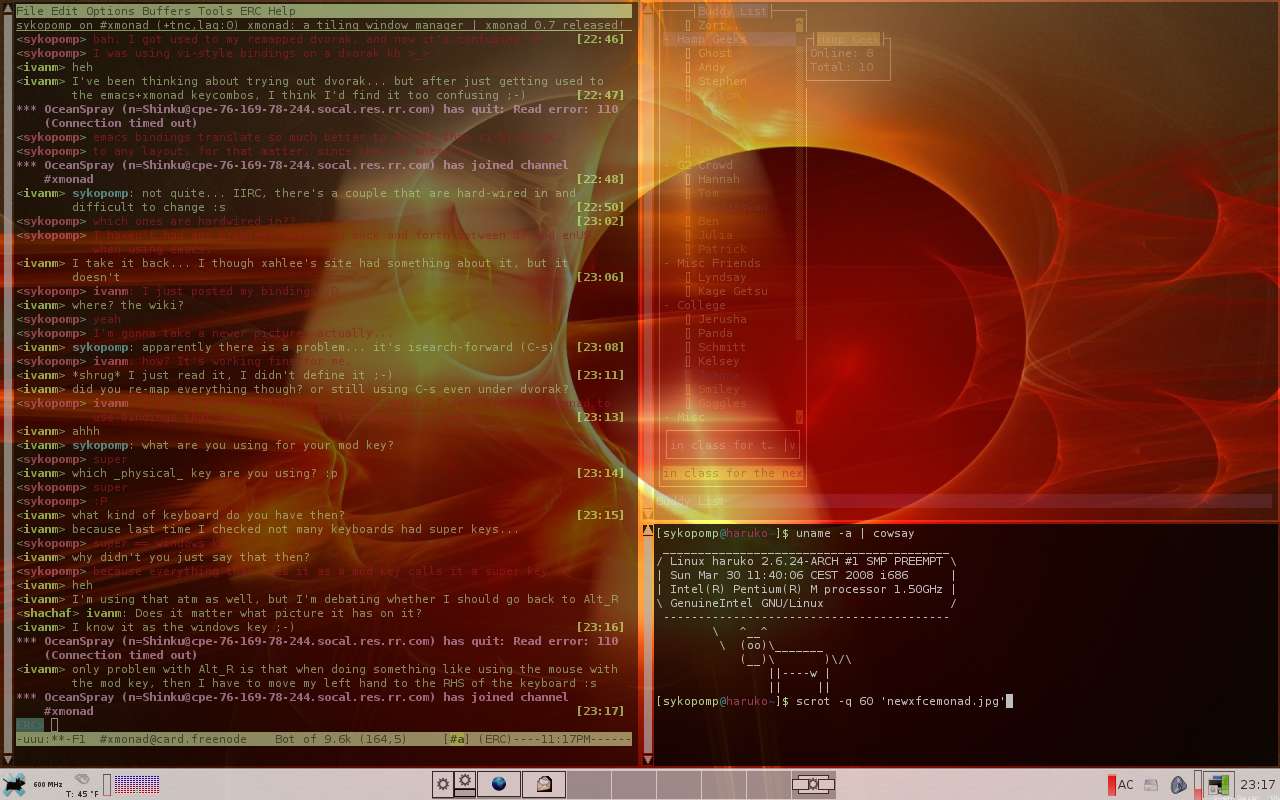 File Edit Options Buffers Tools ERC Help
sykopomp on #xmonad (+tnc,lag:0) xmonad: a tiling window manager | xmonad 0.7 released!
<sykopomp> bah. I got used to my remapped dvorak, and now it's confusing [22:46]
<sykopomp> I was using vi-style bindings on a dvorak kb >_>
<ivanm> heh
<ivanm> I've been thinking about trying out dvorak... but after just getting used to
the emacs+xmonad keycombos, I think I'd find it too confusing ;-) [22:47]
*** OceanSpray (n=Shinku@cpe-76-169-78-244.socal.res.rr.com) has quit: Read error: 110
(Connection timed out)
<sykopomp> emacs bindings translate so much better to
<sykopomp> to any layout, for that matter, since
*** OceanSpray (n=Shinku@cpe-76-169-78-244.socal.res.rr.com) has joined channel
#xmonad [22:48]
<ivanm> sykopomp: not quite... IIRC, there's a couple that are hard-wired in and
difficult to change :s [22:50]
<sykopomp> which ones are hardwired in?? [23:02]
<sykopomp> back and forth between
when using emacs
<ivanm> I take it back... I though xahlee's site had something about it, but it
doesn't [23:06]
<sykopomp> ivanm: I just posted my bindings
<ivanm> where? the wiki?
<sykopomp> yeah
<sykopomp> I'm gonna take a newer picture, actually...
<ivanm> sykopomp: apparently there is a problem... it's isearch-forward (C-s) [23:08]
<sykopomp> ivanm: how? It's working fine for me.
<ivanm> *shrug* I just read it, I didn't define it ;-) [23:11]
<ivanm> did you re-map everything though? or still using C-s even under dvorak?
<sykopomp> ivanm
[23:13]
<ivanm> ahhh
<ivanm> sykopomp: what are you using for your mod key?
<sykopomp> super
<ivanm> which _physical_ key are you using? :p [23:14]
<sykopomp> super
<sykopomp> :P
<ivanm> what kind of keyboard do you have then? [23:15]
<ivanm> because last time I checked not many keyboards had super keys...
<sykopomp> super == windows
<ivanm> why didn't you just say that then?
<sykopomp> because everything that uses it as a mod key calls it a super key
<ivanm> heh
<ivanm> I'm using that atm as well, but I'm debating whether I should go back to Alt_R
<shachaf> ivanm: Does it matter what picture it has on it?
<ivanm> I know it as the windows key ;-) [23:16]
*** OceanSpray (n=Shinku@cpe-76-169-78-244.socal.res.rr.com) has quit: Read error: 110
(Connection timed out)
<ivanm> only problem with Alt_R is that when doing something like using the mouse with
the mod key, then I have to move my left hand to the RHS of the keyboard :s
*** OceanSpray (n=Shinku@cpe-76-169-78-244.socal.res.rr.com) has joined channel
#xmonad [23:17]
ERC>
-uuu:**-F1 #xmonad@card.freenode Bot of 9.6k (164,5) [#a] (ERC)----11:17PM------
Buddy List
Zort
- Hamp Geeks
Ghost
Andy
Stephen
Crowd
Hannah
Tom
Ben
Julia
Patrick
- Misc Friends
Lyndsay
Kage Getsu
- College
Jerusha
Panda
Schmitt
Kelsey
Smiley
Goggles
- Misc
in class for t…
in class for the nex
Hamp Geek
Online: 8
Total: 10
Buddy List
[sykopomp@haruko ~]$ uname -a | cowsay
 _________________________________________
/ Linux haruko 2.6.24-ARCH #1 SMP PREEMPT \
| Sun Mar 30 11:40:06 CEST 2008 i686      |
| Intel(R) Pentium(R) M processor 1.50GHz |
\ GenuineIntel GNU/Linux                  /
 -----------------------------------------
        \   ^__^
         \  (oo)\_______
            (__)\       )\/\
                ||----w |
                ||     ||
[sykopomp@haruko ~]$ scrot -q 60 'newxfcemonad.jpg'
600 MHz
T: 45 °F
AC
23:17